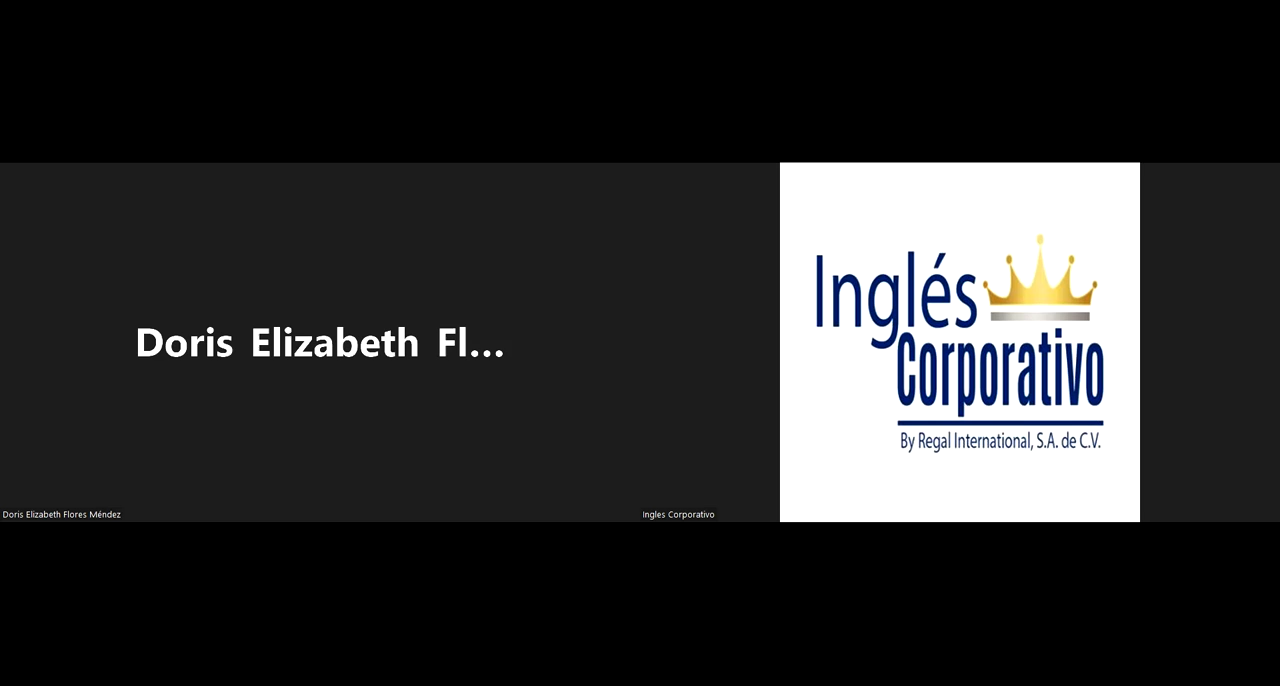 Doris Elizabeth Fl...
Doris Elizabeth Flores Méndez
Inglés
Corporativo
By Regal International, S.A. de C.V.
Ingles Corporativo